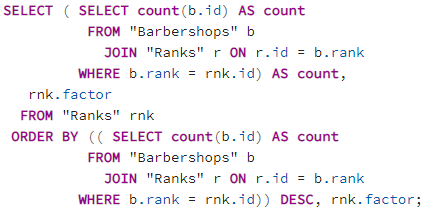 SELECT ( SELECT count(b.id) AS count
FROM "Barbershops" b
JOIN "Ranks" r ON r.id = b.rank
WHERE b.rank = rnk.id) AS count,
rnk.factor
FROM "Ranks" rnk
ORDER BY (( SELECT count(b.id) AS count
FROM "Barbershops" b
JOIN "Ranks" r ON r.id = b.rank
WHERE b.rank = rnk.id)) DESC, rnk.factor;